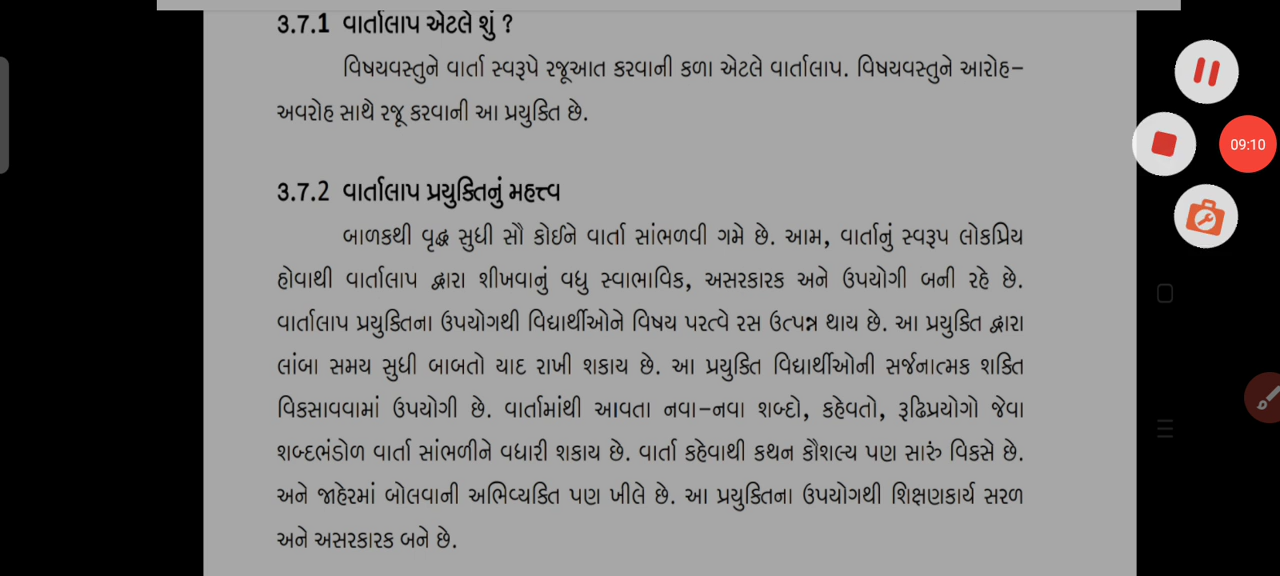 3.7.1 વાર્તાલાપ એટલે શું ?
વિષયવસ્તુને વાર્તા સ્વરૂપે રજૂઆત કરવાની કળા એટલે વાર્તાલાપ. વિષયવસ્તુને આરોહ-
અવરોહ સાથે રજૂ કરવાની આ પ્રયુક્તિ છે.
3.7.2 વાર્તાલાપ પ્રયુક્તિનું મહત્ત્વ
બાળકથી વૃદ્ધ સુધી સૌ કોઈને વાર્તા સાંભળવી ગમે છે. આમ, વાર્તાનું સ્વરૂપ લોકપ્રિય
હોવાથી વાર્તાલાપ દ્વારા શીખવાનું વધુ સ્વાભાવિક, અસરકારક અને ઉપયોગી બની રહે છે.
વાર્તાલાપ પ્રયુક્તિના ઉપયોગથી વિદ્યાર્થીઓને વિષય પરત્વે રસ ઉત્પન્ન થાય છે. આ પ્રયુક્તિ દ્વારા
લાંબા સમય સુધી બાબતો યાદ રાખી શકાય છે. આ પ્રયુક્તિ વિદ્યાર્થીઓની સર્જનાત્મક શક્તિ
વિકસાવવામાં ઉપયોગી છે. વાર્તામાંથી આવતા નવા-નવા શબ્દો, કહેવતો, રૂઢિપ્રયોગો જેવા
શબ્દભંડોળ વાર્તા સાંભળીને વધારી શકાય છે. વાર્તા કહેવાથી કથન કૌશલ્ય પણ સારું વિકસે છે.
અને જાહેરમાં બોલવાની અભિવ્યક્તિ પણ ખીલે છે. આ પ્રયુક્તિના ઉપયોગથી શિક્ષણકાર્ય સરળ
અને અસરકારક બને છે.
09:10